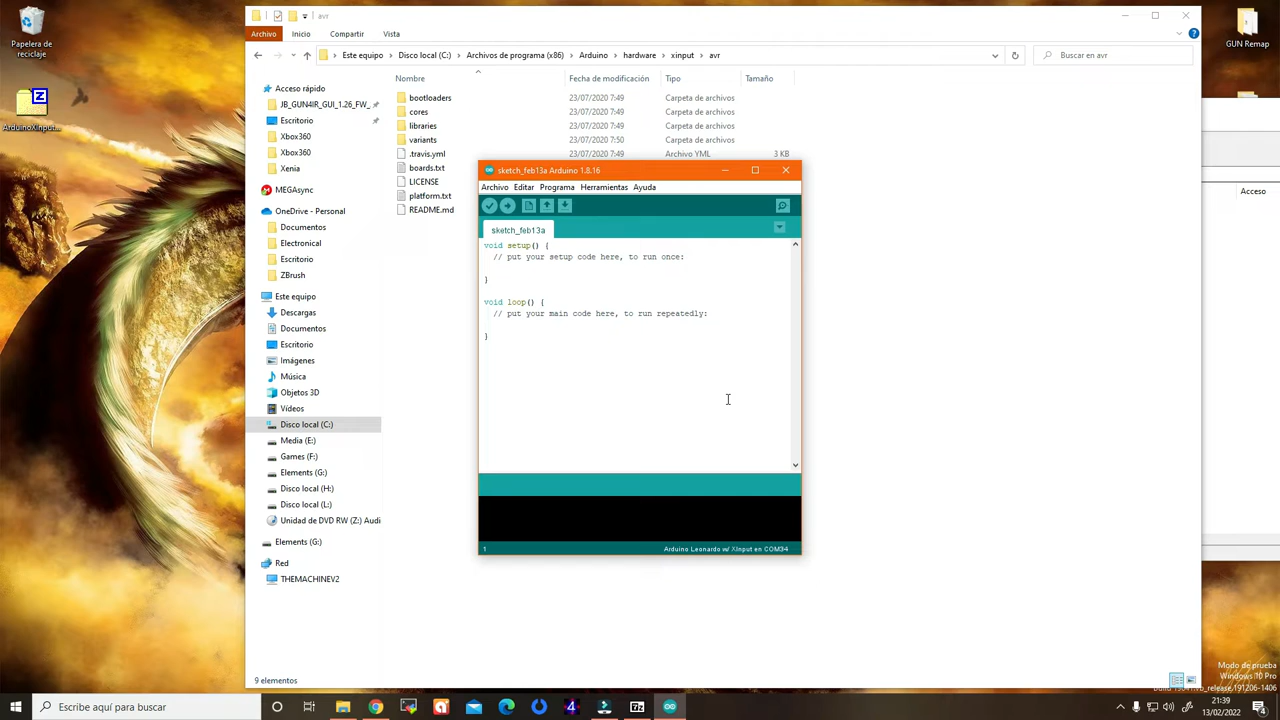 Papelera de
reciclaje
ArduinoXInput...
GUN Remap
avr
Archivo
Inicio
Compartir
Vista
Este equipo > Disco local (C:) > Archivos de programa (x86) > Arduino > hardware > xinput > avr
Buscar en avr
Nombre
Fecha de modificación
Tipo
Tamaño
Acceso rápido
JB_GUN4IR_GUI_1.26_FW_
Escritorio
Xbox360
Xbox360
Xenia
MEGAsync
OneDrive - Personal
Documentos
Electronical
Escritorio
ZBrush
Este equipo
Descargas
Documentos
Escritorio
Imágenes
Música
Objetos 3D
Vídeos
Disco local (C:)
Media (E:)
Games (F:)
Elements (G:)
Disco local (H:)
Disco local (L:)
Unidad de DVD RW (Z:) Audi
Elements (G:)
Red
THEMACHINEV2
bootloaders 23/07/2020 7:49 Carpeta de archivos
cores 23/07/2020 7:49 Carpeta de archivos
libraries 23/07/2020 7:49 Carpeta de archivos
variants 23/07/2020 7:50 Carpeta de archivos
.travis.yml 23/07/2020 7:49 Archivo YML 3 KB
boards.txt
LICENSE
platform.txt
README.md
Acceso
sketch_feb13a Arduino 1.8.16
Archivo Editar Programa Herramientas Ayuda
sketch_feb13a
void setup() {
// put your setup code here, to run once:
}
void loop() {
// put your main code here, to run repeatedly:
}
1
Arduino Leonardo w/ XInput en COM34
9 elementos
Modo de prueba
Windows 10 Pro
Escribe aquí para buscar
21:39
13/02/2022